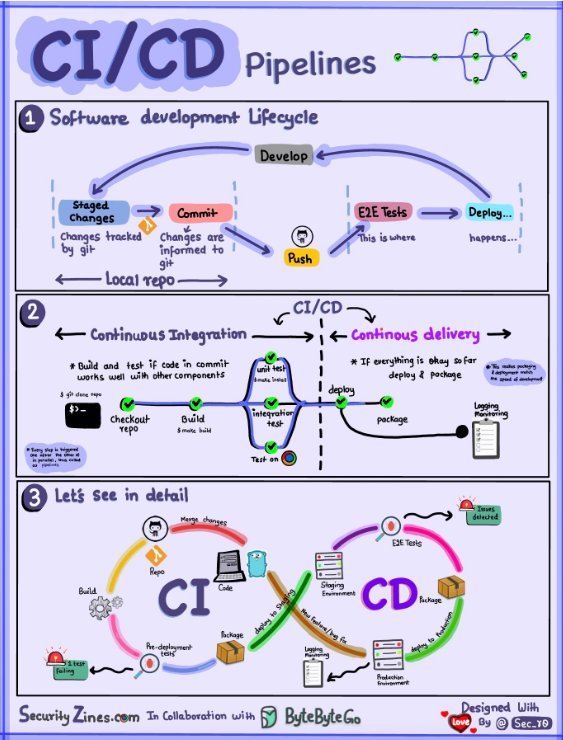 CI/CD Pipelines
1 Software development Lifecycle
Develop
Staged
Changes
Commit
E2E Tests
Deploy...
Changes tracked
by git
Changes are
informed to
git
Push
This is where
happens...
Local repo
2
CI/CD
Continuous Integration
Continous delivery
* Build and test if code in commit
works well with other components
* If everything is okay so far
deploy & package
* This makes packaging
& deployment match
the speed of development
unit test
$ make install
$ git clone repo
$>_
Checkout
repo
Build
$ make build
integration
test
Test on
deploy
package
Logging
Monitoring
* Every step is triggered
one after the other or
in parallel, thus called
as pipelines
3 Let's see in detail
Merge changes
Repo
Code
Build
CI
Pre-deployment
tests
1 test
failing
Package
deploy to Staging
New Feature/bug fix
Staging
Environment
E2E Tests
Issues
detected
CD
Package
deploy to Production
Logging
Monitoring
Production
Environment
SecurityZines.com In Collaboration with ByteByteGo
Designed With
Love By @ Sec_r0